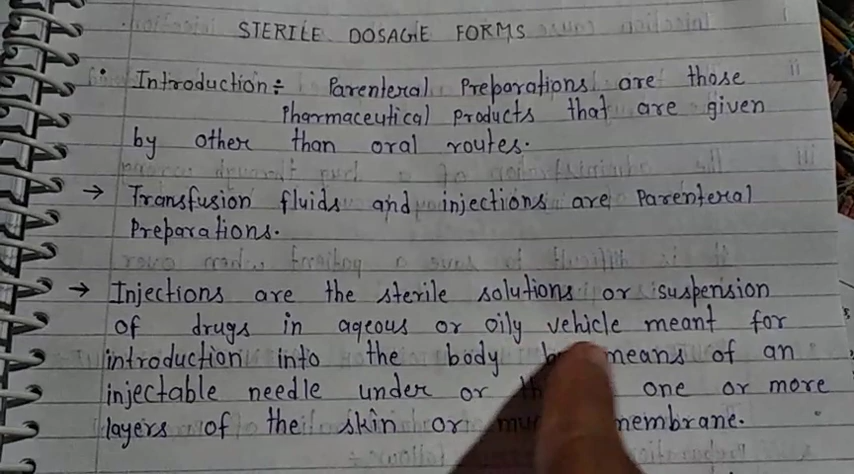 STERILE DOSAGE FORMS
Introduction÷ Parenteral Preparations are those
Pharmaceutical Products that are given
by other than oral routes.
→ Transfusion fluids and injections are Parenteral
Preparations.
→ Injections are the sterile solutions or suspension
of drugs in aqeous or oily vehicle meant for
introduction into the body means of an
injectable needle under or one or more
layers of the skin or membrane.